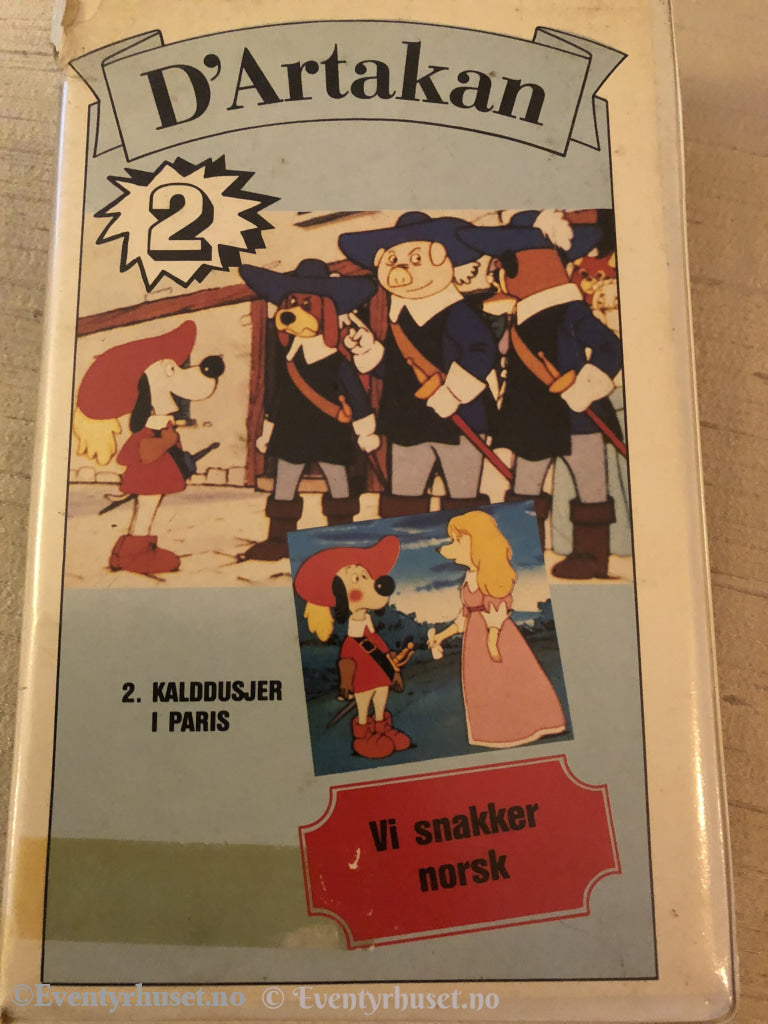 D'Artakan
2
2. KALDDUSJER
I PARIS
Vi snakker
norsk
©Eventyrhuset.no © Eventyrhuset.no